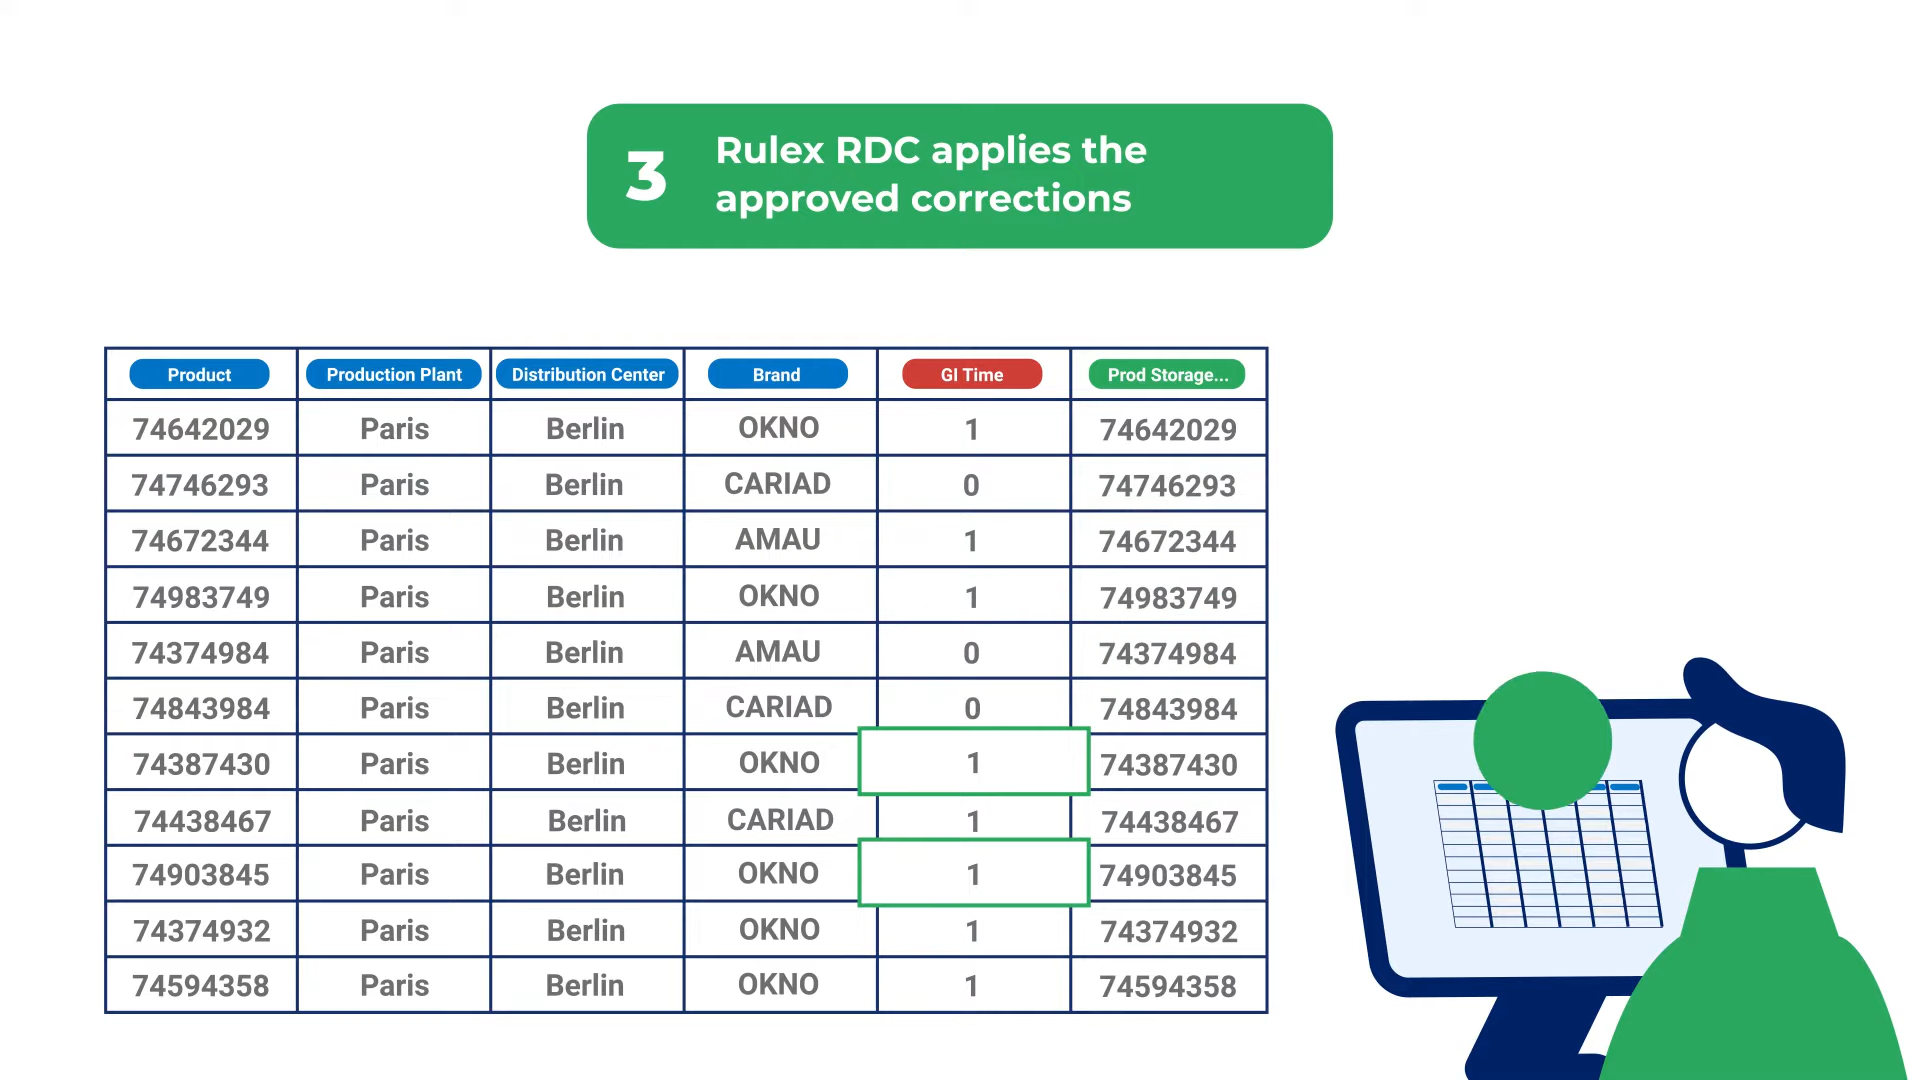 3
Rulex RDC applies the
approved corrections
Product Production Plant Distribution Center Brand GI Time Prod Storage...
74642029 Paris Berlin OKNO 1 74642029
74746293 Paris Berlin CARIAD 0 74746293
74672344 Paris Berlin AMAU 1 74672344
74983749 Paris Berlin OKNO 1 74983749
74374984 Paris Berlin AMAU 0 74374984
74843984 Paris Berlin CARIAD 0 74843984
74387430 Paris Berlin OKNO 1 74387430
74438467 Paris Berlin CARIAD 1 74438467
74903845 Paris Berlin OKNO 1 74903845
74374932 Paris Berlin OKNO 1 74374932
74594358 Paris Berlin OKNO 1 74594358